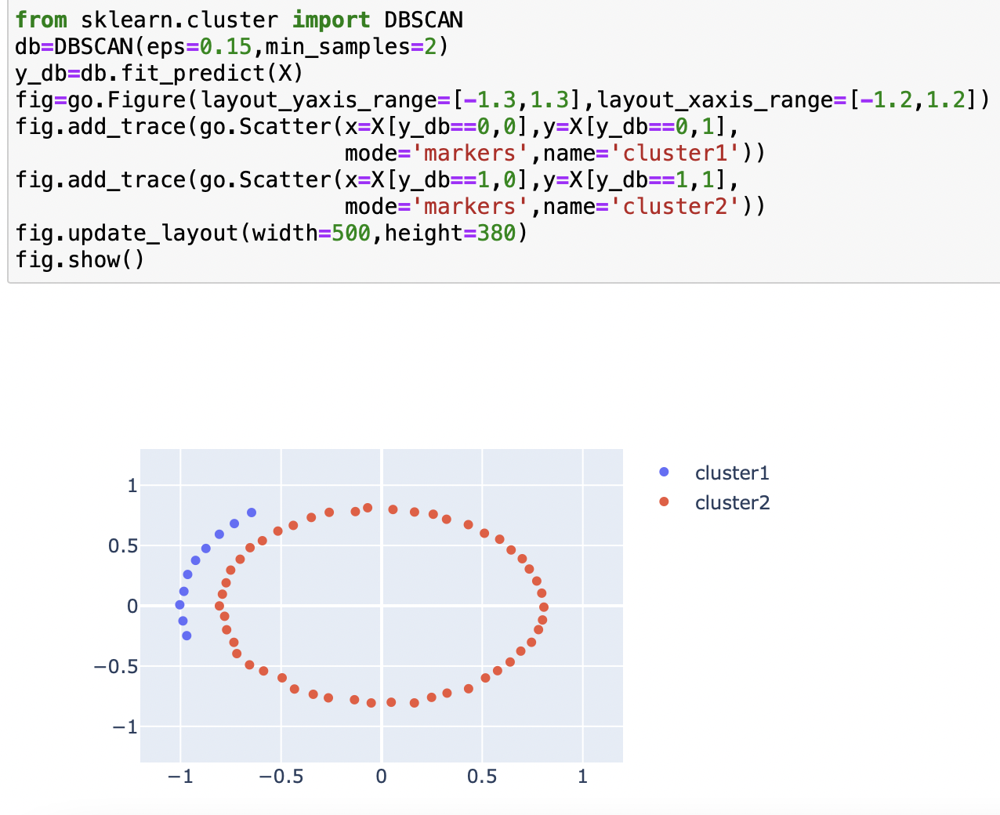 from sklearn.cluster import DBSCAN
db=DBSCAN(eps=0.15,min_samples=2)
y_db=db.fit_predict(X)
fig=go.Figure(layout_yaxis_range=[-1.3,1.3],layout_xaxis_range=[-1.2,1.2])
fig.add_trace(go.Scatter(x=X[y_db==0,0],y=X[y_db==0,1],
                         mode='markers',name='cluster1'))
fig.add_trace(go.Scatter(x=X[y_db==1,0],y=X[y_db==1,1],
                         mode='markers',name='cluster2'))
fig.update_layout(width=500,height=380)
fig.show()
cluster1
cluster2
1
0.5
0
−0.5
−1
−1 −0.5 0 0.5 1